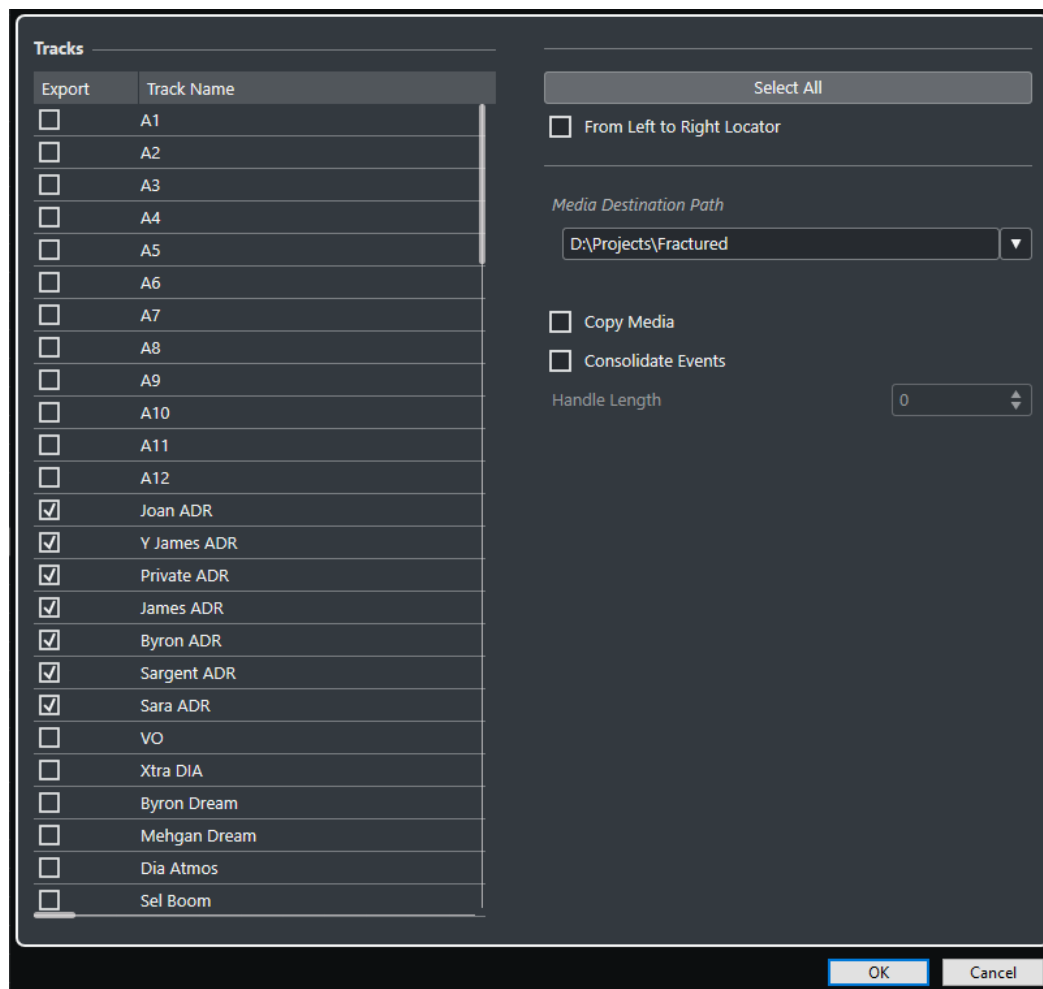 Tracks
Export Track Name
A1
A2
A3
A4
A5
A6
A7
A8
A9
A10
A11
A12
Joan ADR
Y James ADR
Private ADR
James ADR
Byron ADR
Sargent ADR
Sara ADR
VO
Xtra DIA
Byron Dream
Mehgan Dream
Dia Atmos
Sel Boom
Select All
From Left to Right Locator
Media Destination Path
D:\Projects\Fractured
Copy Media
Consolidate Events
Handle Length 0
OK Cancel